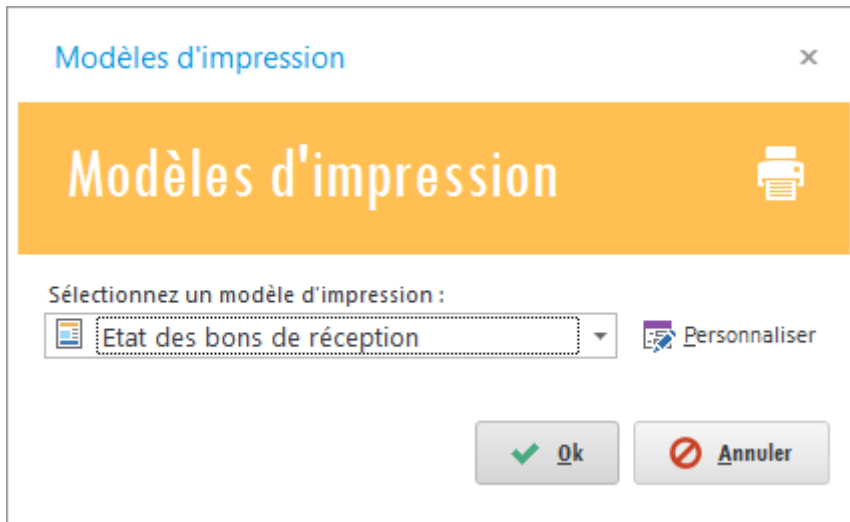 Modèles d'impression
Modèles d'impression
Sélectionnez un modèle d'impression :
Etat des bons de réception
Personnaliser
Ok
Annuler